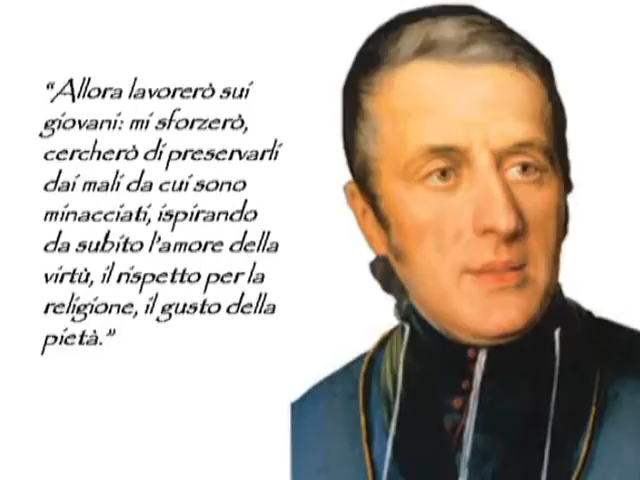 “Allora lavorerò sui
giovani: mi sforzerò,
cercherò di preservarli
dai mali da cui sono
minacciati, ispirando
da subito l'amore della
virtù, il rispetto per la
religione, il gusto della
pietà.”